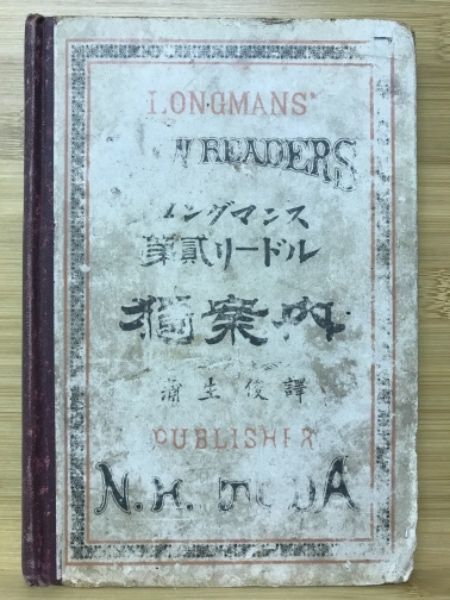 LONGMANS'
READERS
ングマンス
第貳リードル
獨案内
蒲生俊譯
PUBLISHER
N. H.